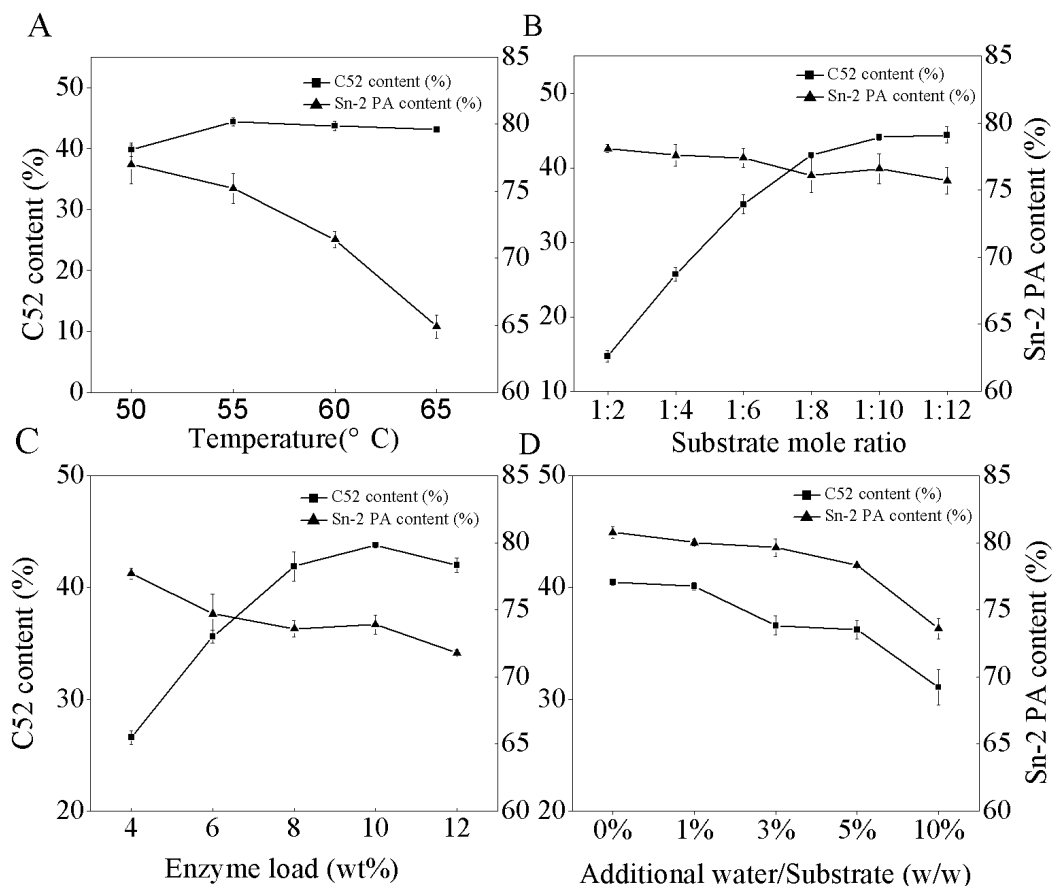 A
C52 content (%)
50
40
30
20
10
0
C52 content (%)
Sn-2 PA content (%)
85
80
75
70
65
60
50 55 60 65
Temperature(° C)
B
50
40
30
20
10
C52 content (%)
Sn-2 PA content (%)
85
80
75
70
65
60
Sn-2 PA content (%)
1:2 1:4 1:6 1:8 1:10 1:12
Substrate mole ratio
C
C52 content (%)
50
40
30
20
C52 content (%)
Sn-2 PA content (%)
85
80
75
70
65
60
4 6 8 10 12
Enzyme load (wt%)
D
50
40
30
20
C52 content (%)
Sn-2 PA content (%)
85
80
75
70
65
60
Sn-2 PA content (%)
0% 1% 3% 5% 10%
Additional water/Substrate (w/w)